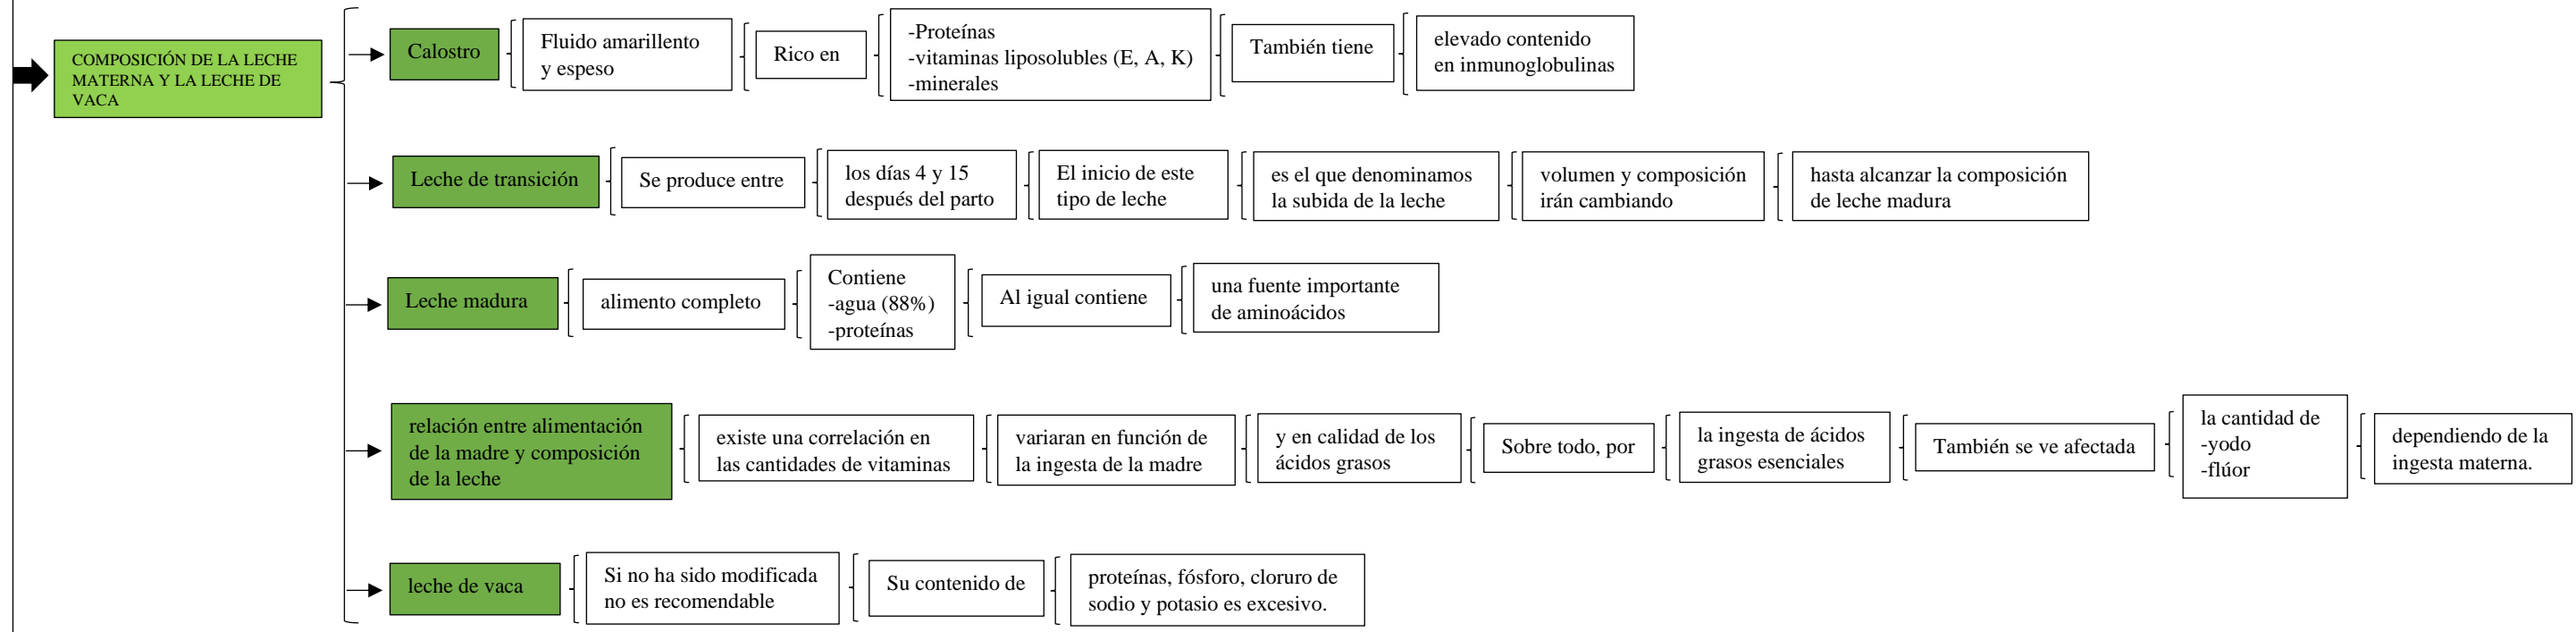 COMPOSICIÓN DE LA LECHE
MATERNA Y LA LECHE DE
VACA
Calostro
Fluido amarillento
y espeso
Rico en
-Proteínas
-vitaminas liposolubles (E, A, K)
-minerales
También tiene
elevado contenido
en inmunoglobulinas
Leche de transición
Se produce entre
los días 4 y 15
después del parto
El inicio de este
tipo de leche
es el que denominamos
la subida de la leche
volumen y composición
irán cambiando
hasta alcanzar la composición
de leche madura
Leche madura
alimento completo
Contiene
-agua (88%)
-proteínas
Al igual contiene
una fuente importante
de aminoácidos
relación entre alimentación
de la madre y composición
de la leche
existe una correlación en
las cantidades de vitaminas
variaran en función de
la ingesta de la madre
y en calidad de los
ácidos grasos
Sobre todo, por
la ingesta de ácidos
grasos esenciales
También se ve afectada
la cantidad de
-yodo
-flúor
dependiendo de la
ingesta materna.
leche de vaca
Si no ha sido modificada
no es recomendable
Su contenido de
proteínas, fósforo, cloruro de
sodio y potasio es excesivo.